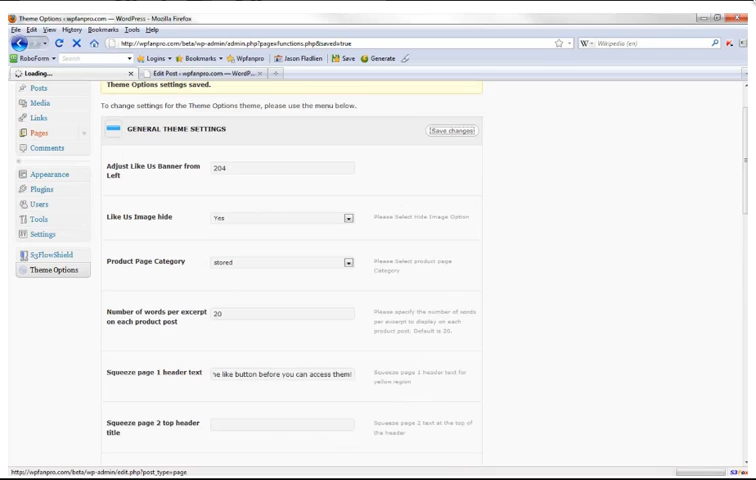 Theme Options ‹ wpfanpro.com — WordPress - Mozilla Firefox
File Edit View History Bookmarks Tools Help
http://wpfanpro.com/beta/wp-admin/admin.php?page=functions.php&saved=true
Wikipedia (en)
RoboForm Search Logins Bookmarks Wpfanpro Jason Fladlien Save Generate
Loading... Edit Post ‹ wpfanpro.com — WordP...
Posts
Media
Links
Pages
Comments
Appearance
Plugins
Users
Tools
Settings
S3FlowShield
Theme Options
Theme Options settings saved.
To change settings for the Theme Options theme, please use the menu below.
GENERAL THEME SETTINGS
Save changes
Adjust Like Us Banner from
Left
204
Like Us Image hide
Yes
Please Select Hide Image Option
Product Page Category
stored
Please Select product page
Category
Number of words per excerpt
on each product post
20
Please specify the number of words
per excerpt to display on each
product post. Default is 20.
Squeeze page 1 header text
he like button before you can access them!
Squeeze page 1 header text for
yellow region
Squeeze page 2 top header
title
Squeeze page 2 text at the top of
the header
http://wpfanpro.com/beta/wp-admin/edit.php?post_type=page
S3Fox